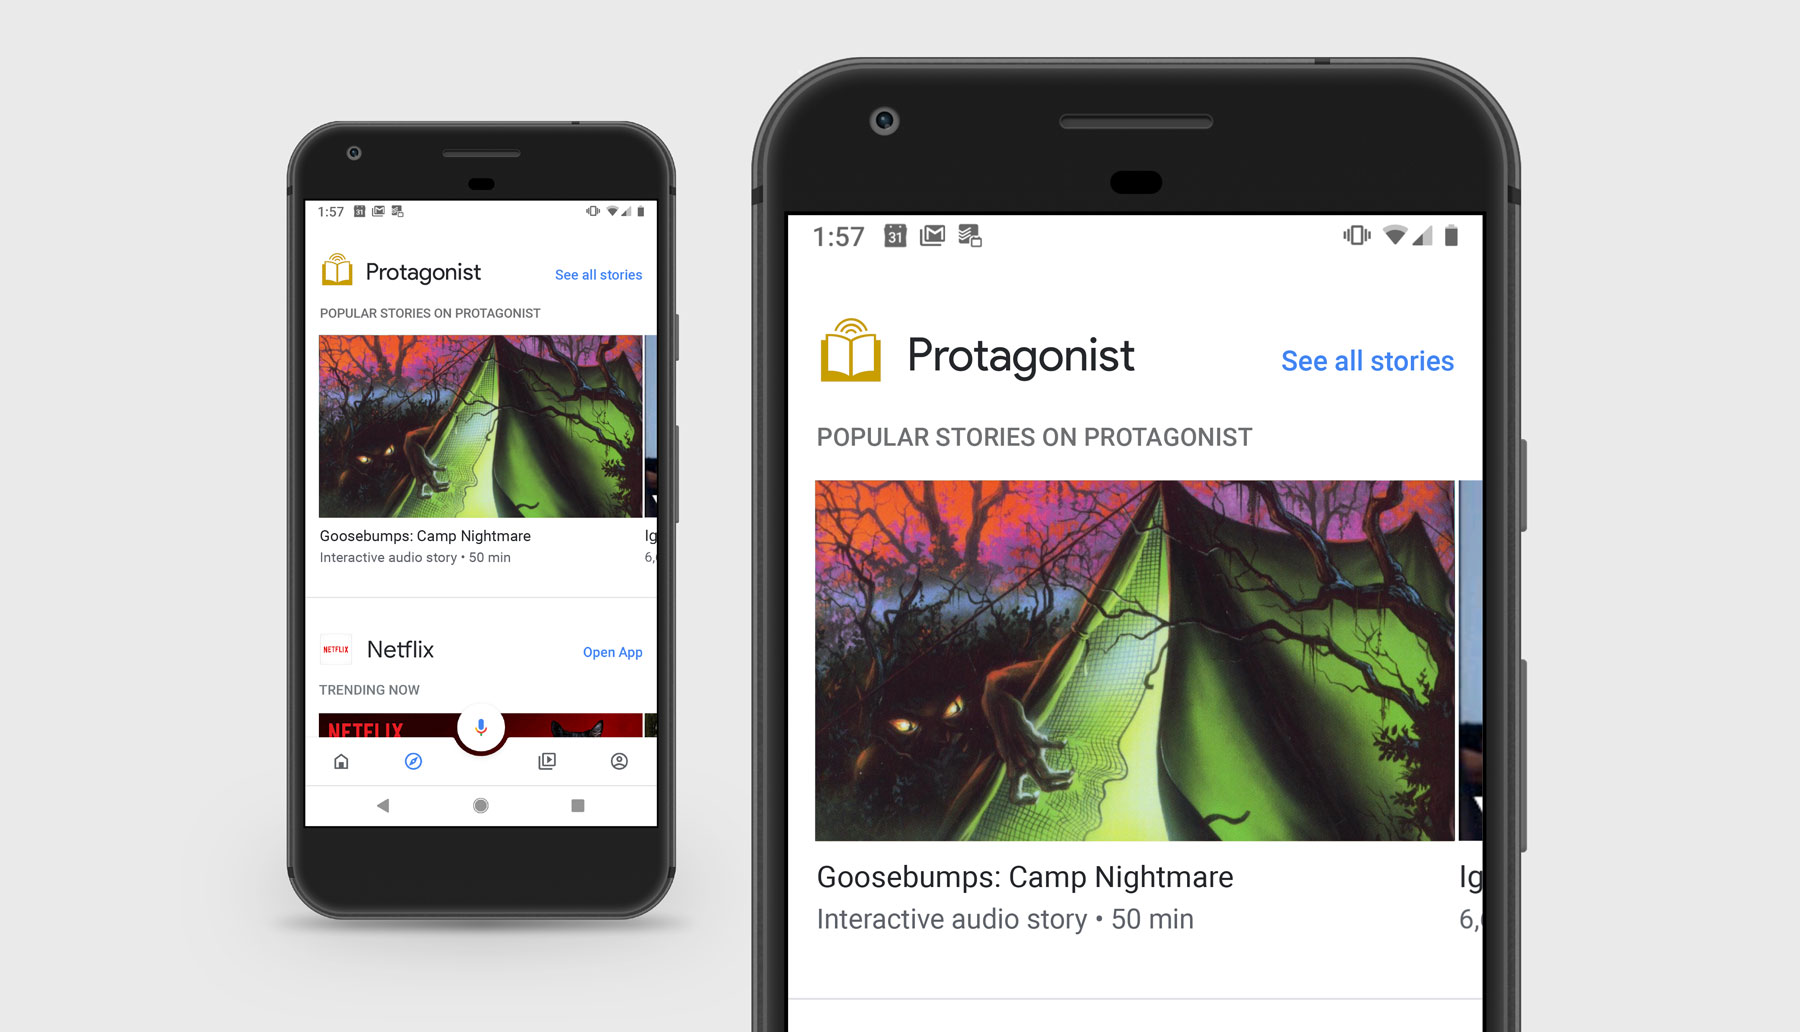 1:57 31
Protagonist See all stories
POPULAR STORIES ON PROTAGONIST
Goosebumps: Camp Nightmare Ig
Interactive audio story • 50 min 6,
NETFLIX Netflix Open App
TRENDING NOW
NETFLIX
1:57 31
Protagonist See all stories
POPULAR STORIES ON PROTAGONIST
Goosebumps: Camp Nightmare Ig
Interactive audio story • 50 min 6,